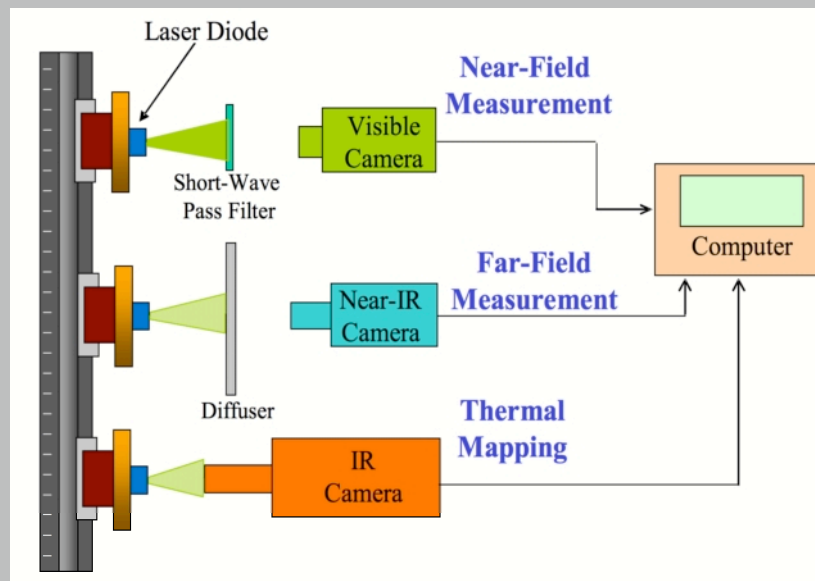 Laser Diode
Near-Field
Measurement
Visible
Camera
Short-Wave
Pass Filter
Computer
Far-Field
Measurement
Near-IR
Camera
Diffuser
Thermal
Mapping
IR
Camera